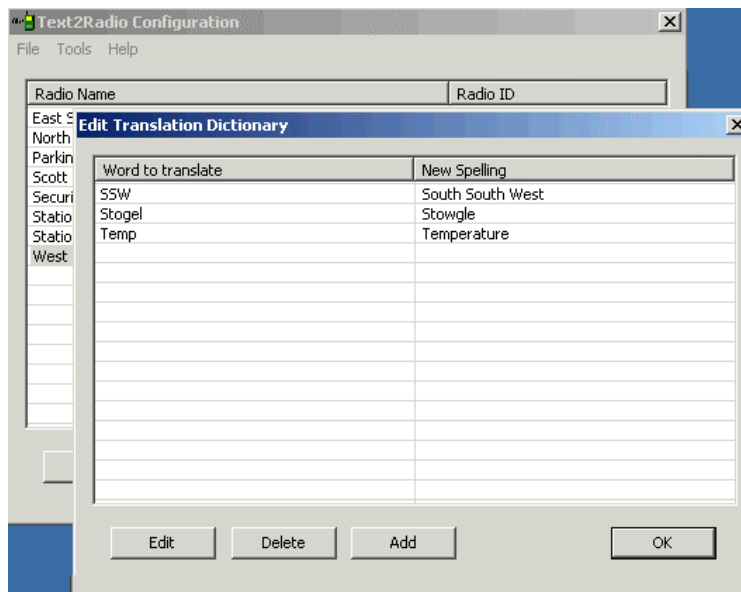 Text2Radio Configuration
File Tools Help
Radio Name Radio ID
East S
North
Parkin
Scott
Securi
Statio
Statio
West
Edit Translation Dictionary
Word to translate New Spelling
SSW South South West
Stogel Stowgle
Temp Temperature
Edit Delete Add OK